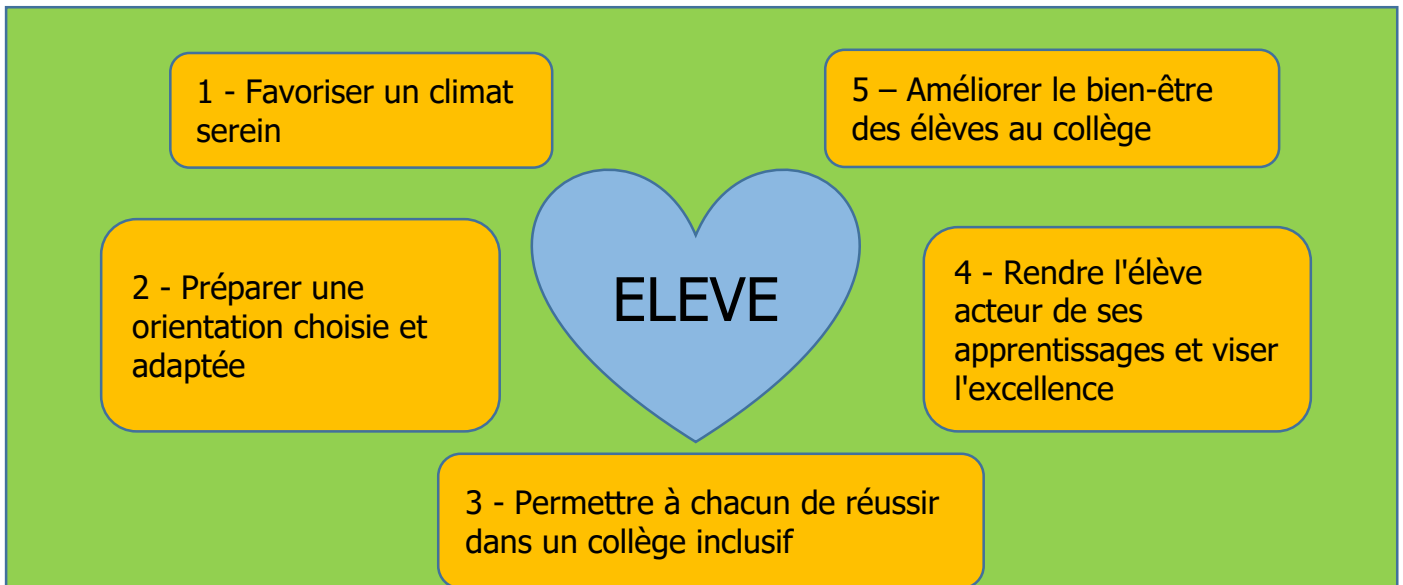 1 - Favoriser un climat
serein
5 – Améliorer le bien-être
des élèves au collège
2 - Préparer une
orientation choisie et
adaptée
ELEVE
4 - Rendre l'élève
acteur de ses
apprentissages et viser
l'excellence
3 - Permettre à chacun de réussir
dans un collège inclusif